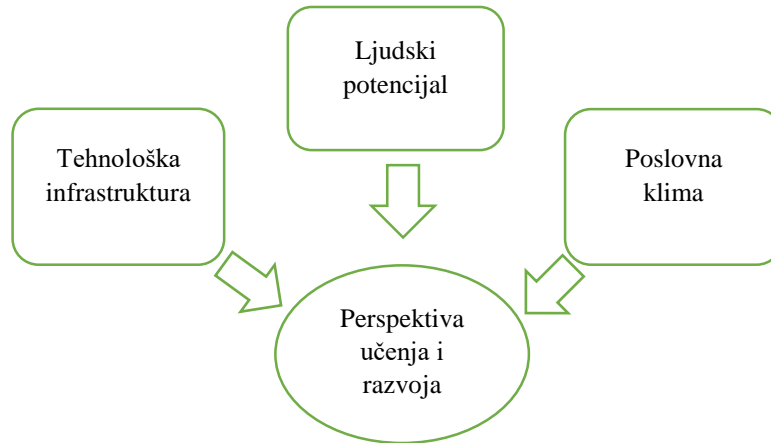 Ljudski
potencijal
Tehnološka
infrastruktura
Poslovna
klima
Perspektiva
učenja i
razvoja